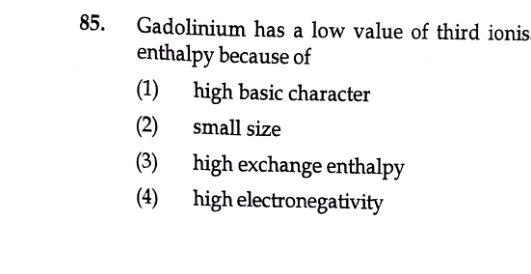 85. Gadolinium has a low value of third ionis
enthalpy because of
(1) high basic character
(2) small size
(3) high exchange enthalpy
(4) high electronegativity